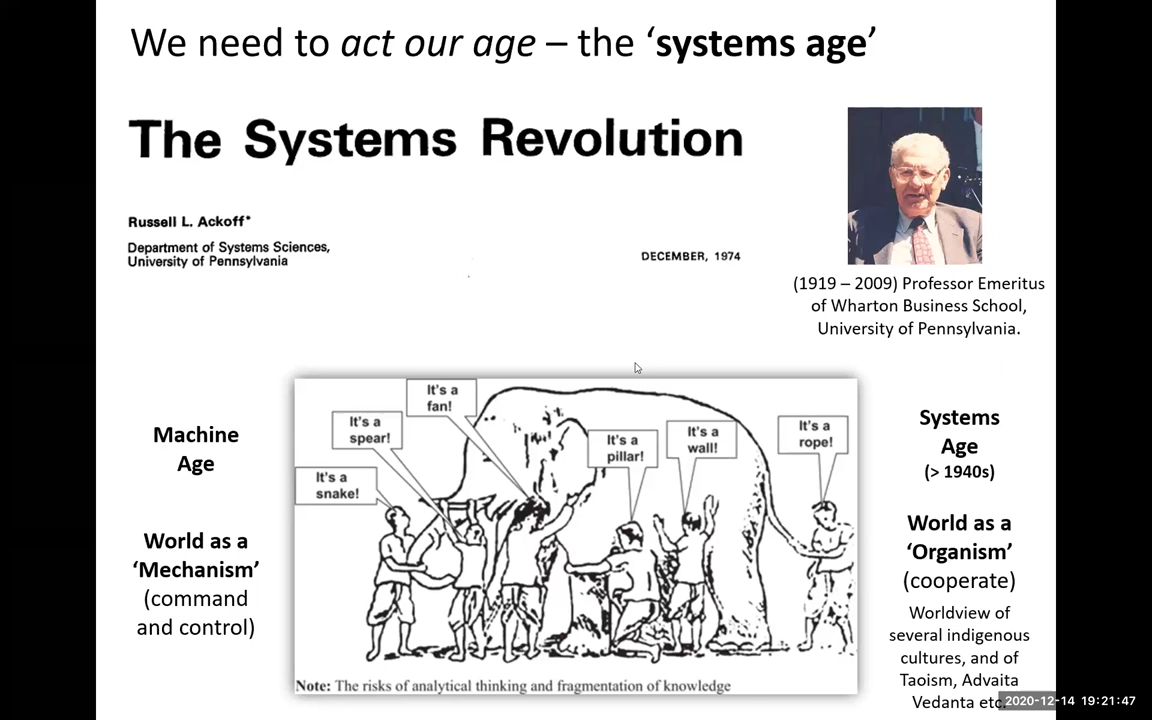 We need to act our age – the ‘systems age’
The Systems Revolution
Russell L. Ackoff*
Department of Systems Sciences,
University of Pennsylvania
DECEMBER, 1974
(1919 – 2009) Professor Emeritus
of Wharton Business School,
University of Pennsylvania.
Machine
Age
World as a
‘Mechanism’
(command
and control)
It's a
fan!
It's a
spear!
It's a
snake!
It's a
pillar!
It's a
wall!
It's a
rope!
Note: The risks of analytical thinking and fragmentation of knowledge
Systems
Age
(> 1940s)
World as a
‘Organism’
(cooperate)
Worldview of
several indigenous
cultures, and of
Taoism, Advaita
Vedanta etc.
2020-12-14 19:21:47